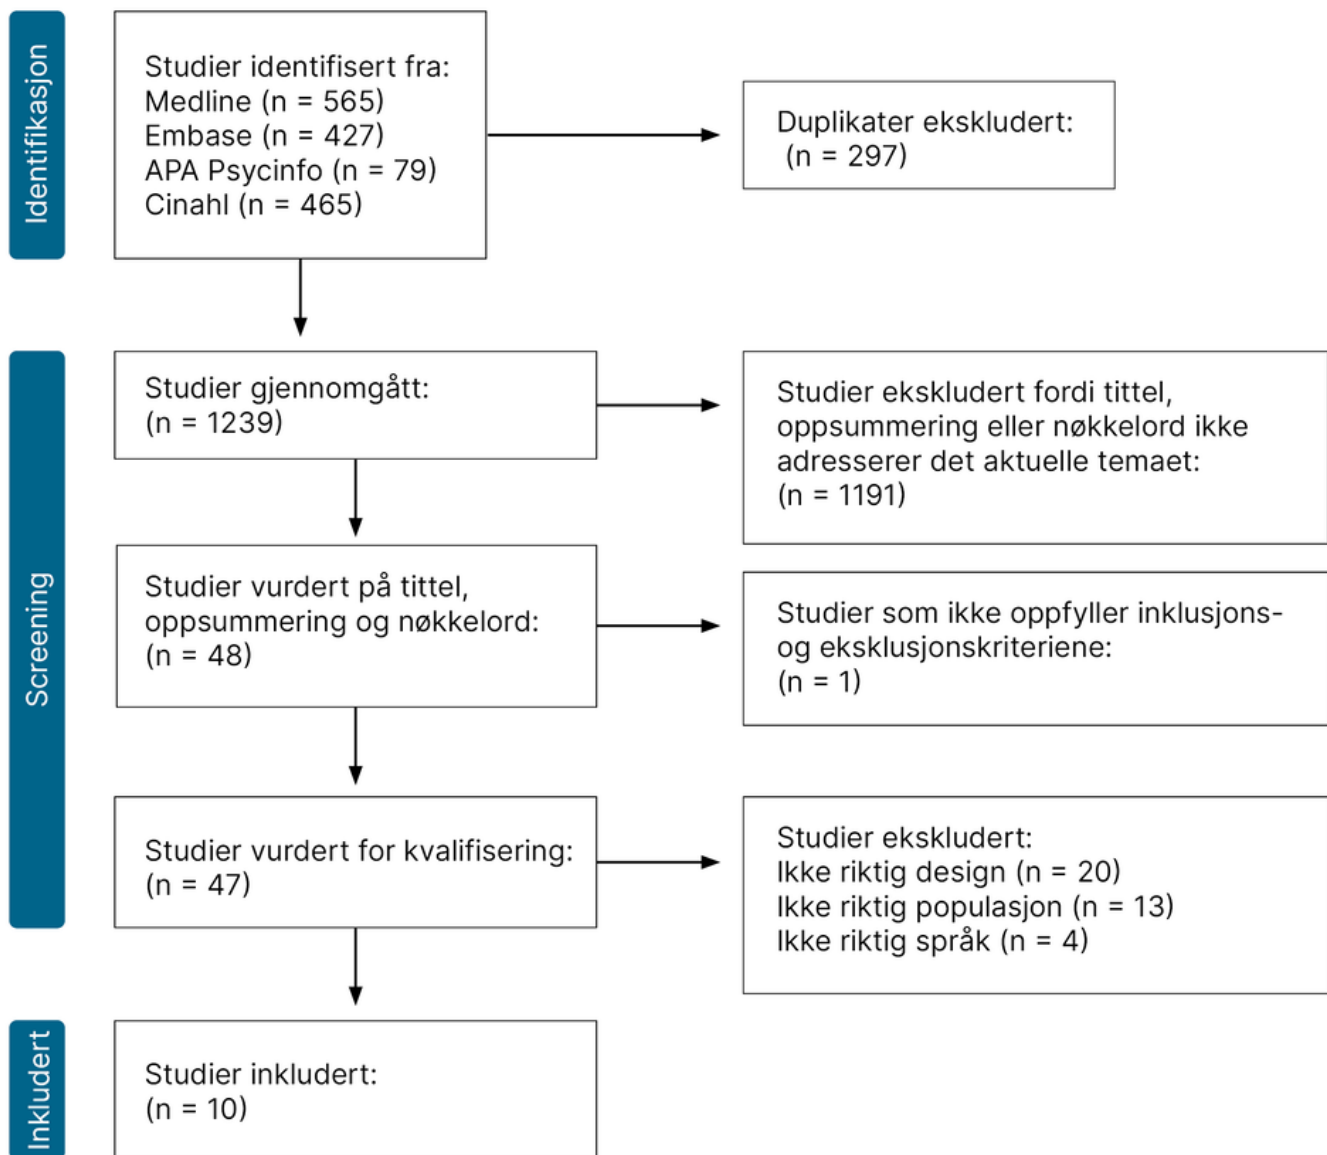 Identifikasjon
Studier identifisert fra:
Medline (n = 565)
Embase (n = 427)
APA Psycinfo (n = 79)
Cinahl (n = 465)
Duplikater ekskludert:
(n = 297)
Screening
Studier gjennomgått:
(n = 1239)
Studier ekskludert fordi tittel,
oppsummering eller nøkkelord ikke
adresserer det aktuelle temaet:
(n = 1191)
Studier vurdert på tittel,
oppsummering og nøkkelord:
(n = 48)
Studier som ikke oppfyller inklusjons-
og eksklusjonskriteriene:
(n = 1)
Studier vurdert for kvalifisering:
(n = 47)
Studier ekskludert:
Ikke riktig design (n = 20)
Ikke riktig populasjon (n = 13)
Ikke riktig språk (n = 4)
Inkludert
Studier inkludert:
(n = 10)